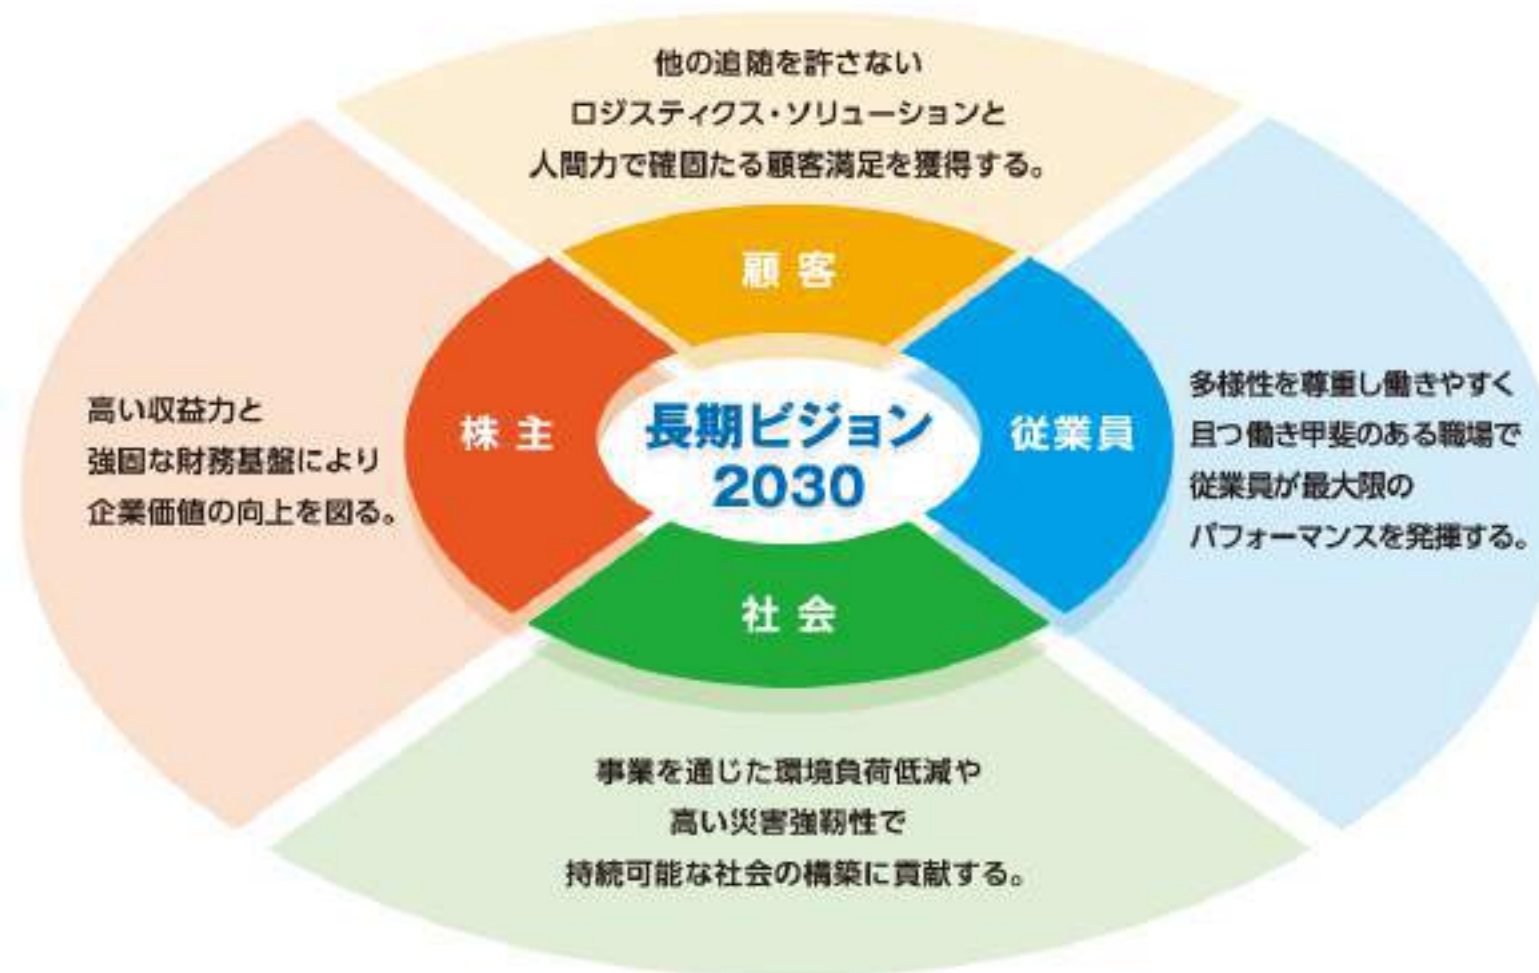 他の追随を許さない
ロジスティクス・ソリューションと
人間力で確固たる顧客満足を獲得する。
顧客
高い収益力と
強固な財務基盤により
企業価値の向上を図る。
株主
長期ビジョン
2030
従業員
多様性を尊重し働きやすく
且つ働き甲斐のある職場で
従業員が最大限の
パフォーマンスを発揮する。
社会
事業を通じた環境負荷低減や
高い災害強靭性で
持続可能な社会の構築に貢献する。